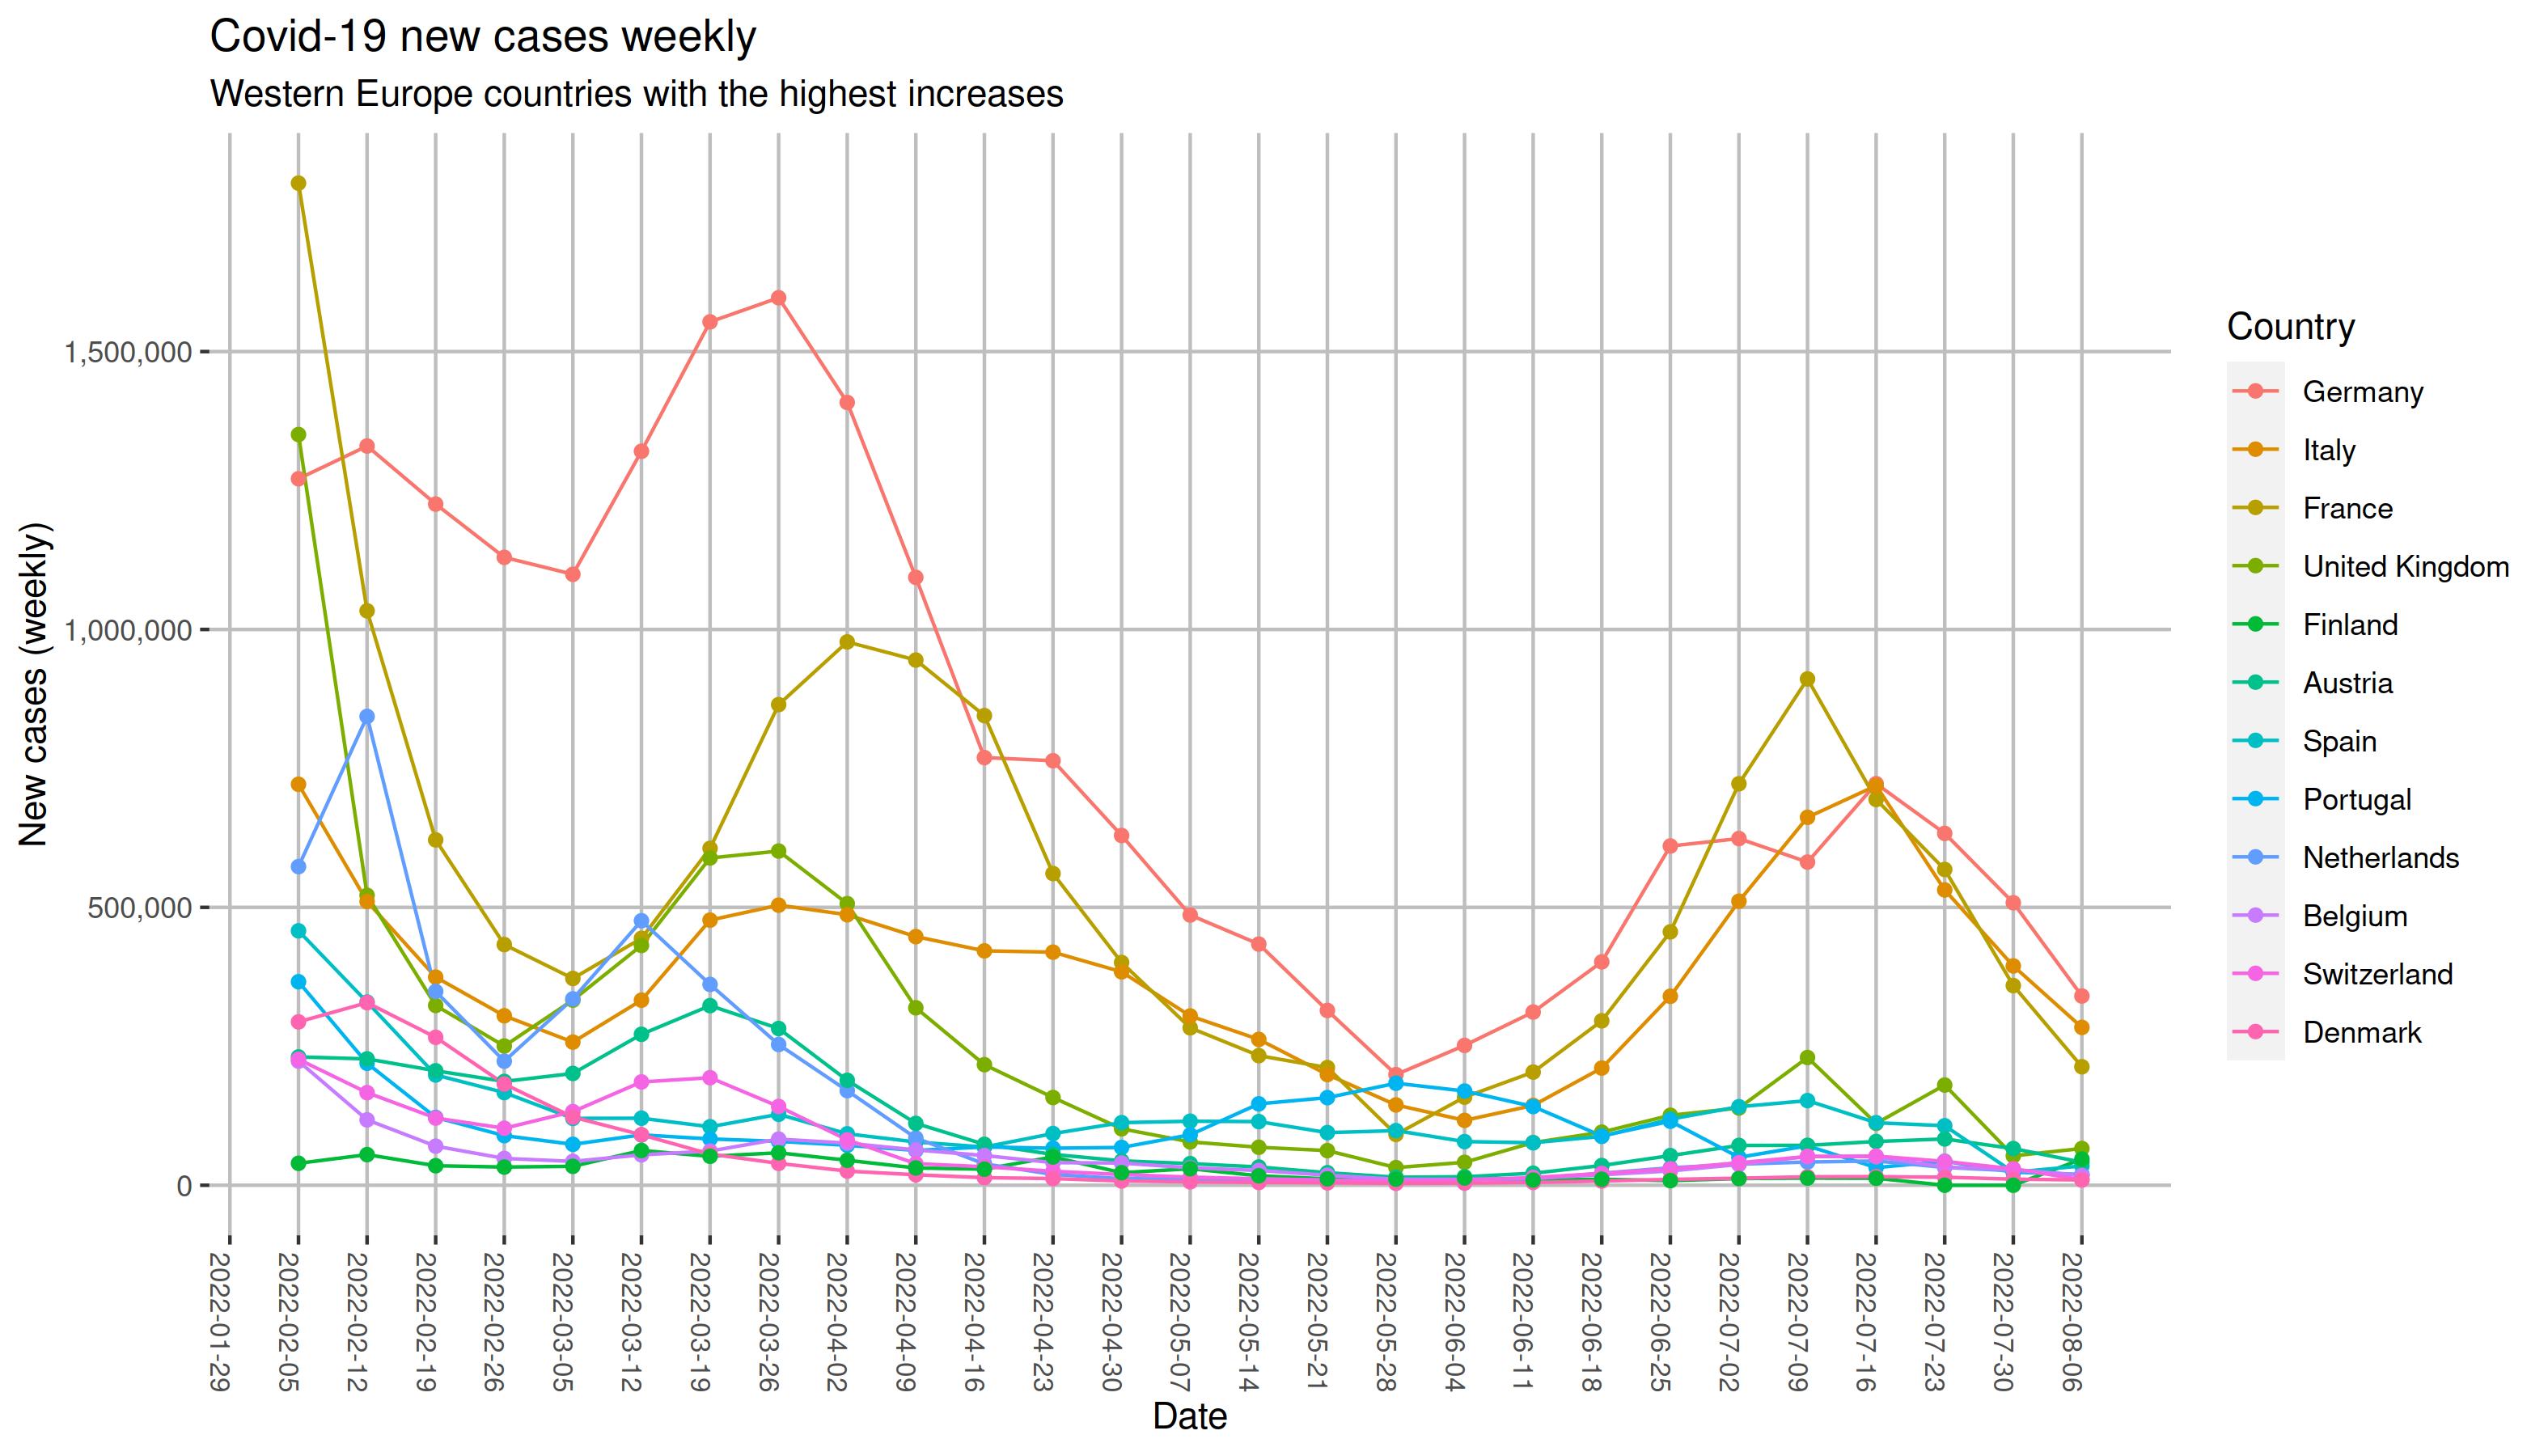 Covid-19 new cases weekly
Western Europe countries with the highest increases
New cases (weekly)
1,500,000
1,000,000
500,000
0
2022-01-29
2022-02-05
2022-02-12
2022-02-19
2022-02-26
2022-03-05
2022-03-12
2022-03-19
2022-03-26
2022-04-02
2022-04-09
2022-04-16
2022-04-23
2022-04-30
2022-05-07
2022-05-14
2022-05-21
2022-05-28
2022-06-04
2022-06-11
2022-06-18
2022-06-25
2022-07-02
2022-07-09
2022-07-16
2022-07-23
2022-07-30
2022-08-06
Date
Country
Germany
Italy
France
United Kingdom
Finland
Austria
Spain
Portugal
Netherlands
Belgium
Switzerland
Denmark